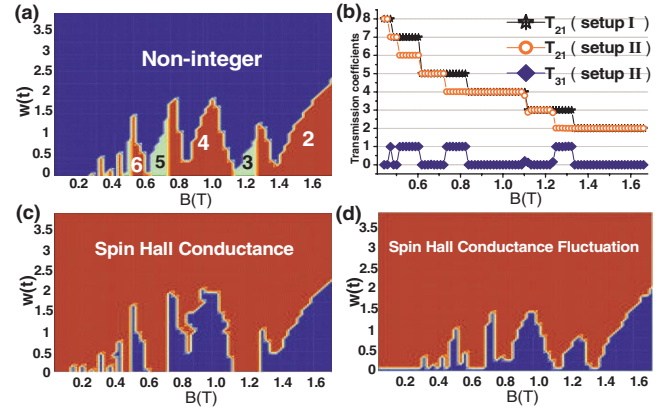 (a)
w(t)
3.5
3
2.5
2
1.5
1
0.5
0
Non-integer
6
5
4
3
2
0.2 0.4 0.6 0.8 1.0 1.2 1.4 1.6
B(T)
(b)
Transmission coefficients
8
7
6
5
4
3
2
1
0
T21 ( setup I )
T21 ( setup II )
T31 ( setup II )
0.6 0.8 1.0 1.2 1.4 1.6
B(T)
(c)
w(t)
3.5
3
2.5
2
1.5
1
0.5
0
Spin Hall Conductance
0.2 0.4 0.6 0.8 1.0 1.2 1.4 1.6
B(T)
(d)
w(t)
3.5
3
2.5
2
1.5
1
0.5
0
Spin Hall Conductance Fluctuation
0.2 0.4 0.6 0.8 1.0 1.2 1.4 1.6
B(T)